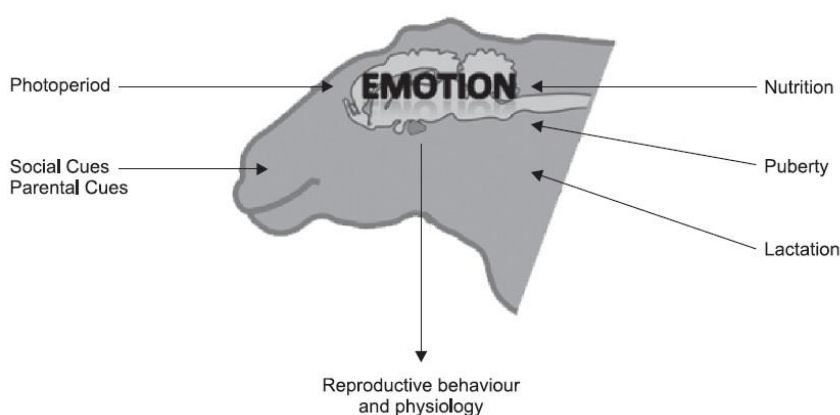 EMOTION
Photoperiod
Nutrition
Social Cues
Parental Cues
Puberty
Lactation
Reproductive behaviour
and physiology